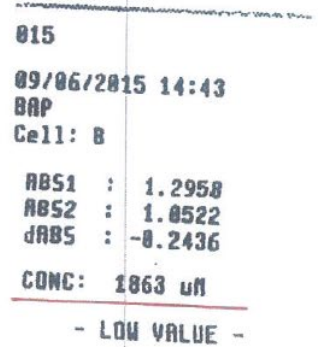 015
09/06/2015 14:43
BAP
Cell: B
ABS1 : 1.2958
ABS2 : 1.0522
dABS : -0.2436
CONC: 1863 uM
- LOW VALUE -